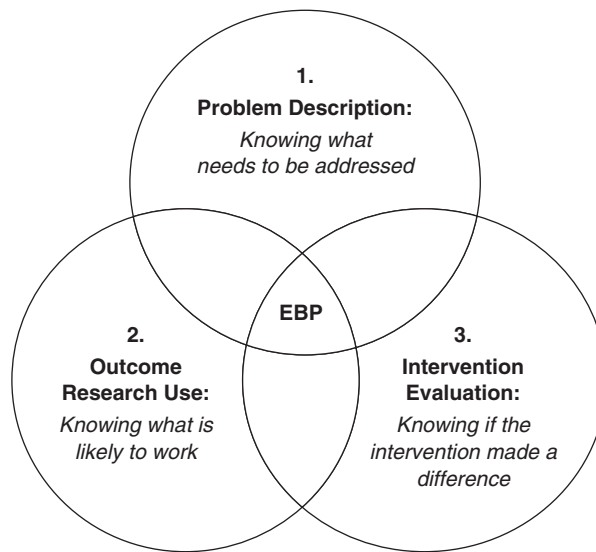 1.
Problem Description:
Knowing what
needs to be addressed
EBP
2.
Outcome
Research Use:
Knowing what is
likely to work
3.
Intervention
Evaluation:
Knowing if the
intervention made a
difference